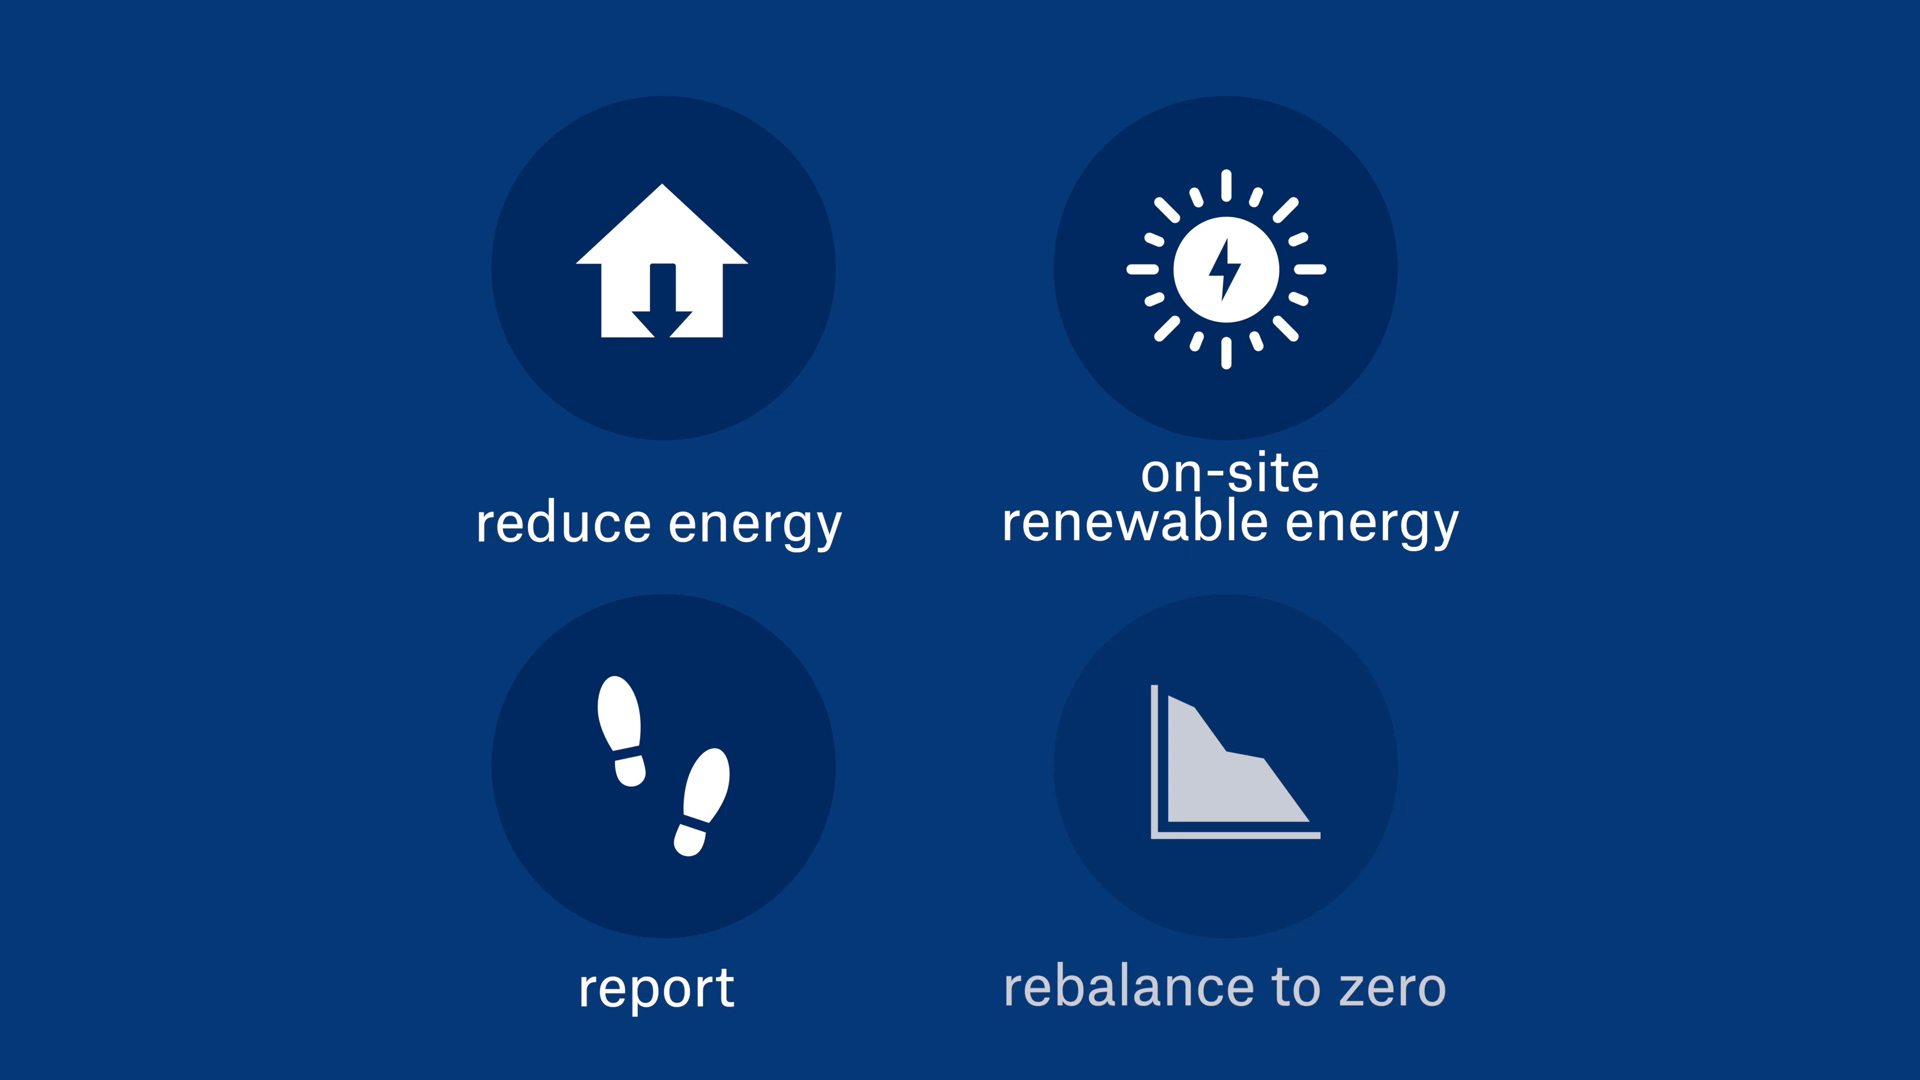 reduce energy
on-site
renewable energy
report
rebalance to zero